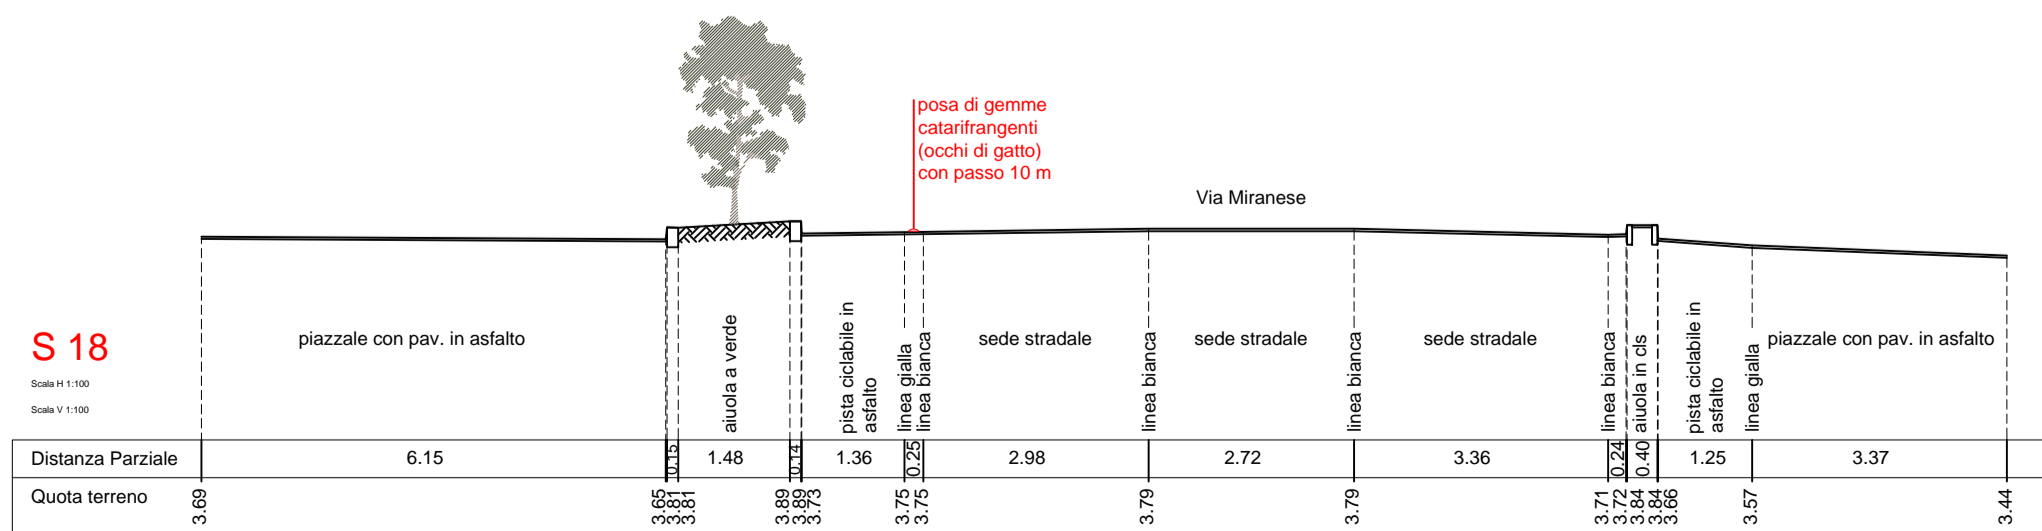 posa di gemme
catarifrangenti
(occhi di gatto)
con passo 10 m
Via Miranese
S 18
Scala H 1:100
Scala V 1:100
piazzale con pav. in asfalto
aiuola a verde
pista ciclabile in
asfalto
linea gialla
linea bianca
sede stradale
linea bianca
sede stradale
linea bianca
sede stradale
linea bianca
aiuola in cls
pista ciclabile in
asfalto
linea gialla
piazzale con pav. in asfalto
Distanza Parziale 6.15 0.15 1.48 0.14 1.36 0.25 2.98 2.72 3.36 0.24 0.40 1.25 3.37
Quota terreno 3.69 3.65 3.81 3.81 3.89 3.89 3.73 3.75 3.75 3.79 3.79 3.71 3.72 3.84 3.84 3.66 3.57 3.44